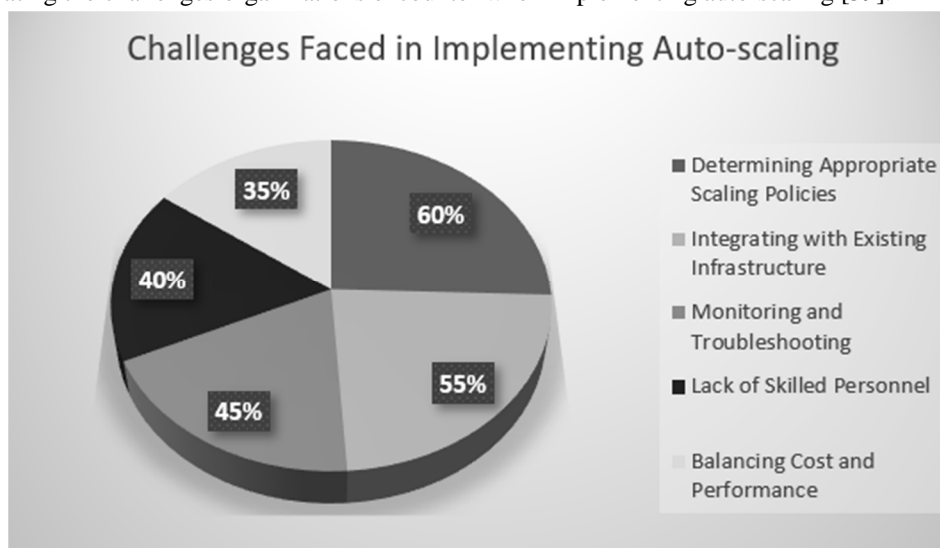 Challenges Faced in Implementing Auto-scaling
35%
60%
40%
55%
45%
Determining Appropriate
Scaling Policies
Integrating with Existing
Infrastructure
Monitoring and
Troubleshooting
Lack of Skilled Personnel
Balancing Cost and
Performance